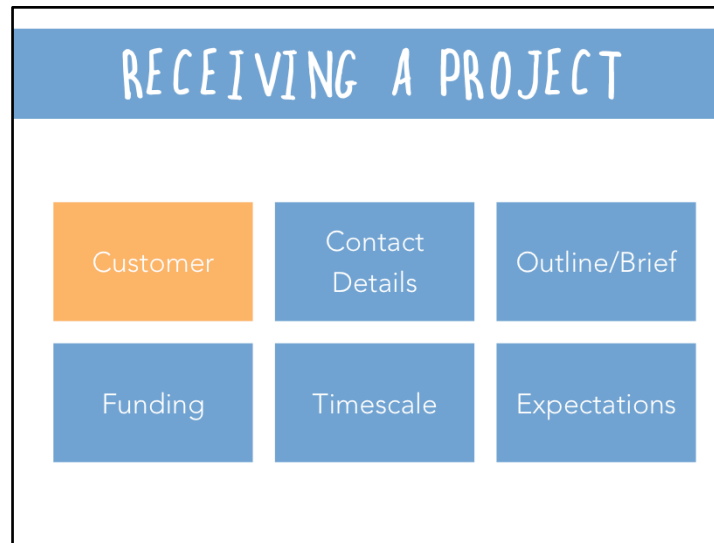 RECEIVING A PROJECT
Customer
Contact
Details
Outline/Brief
Funding
Timescale
Expectations